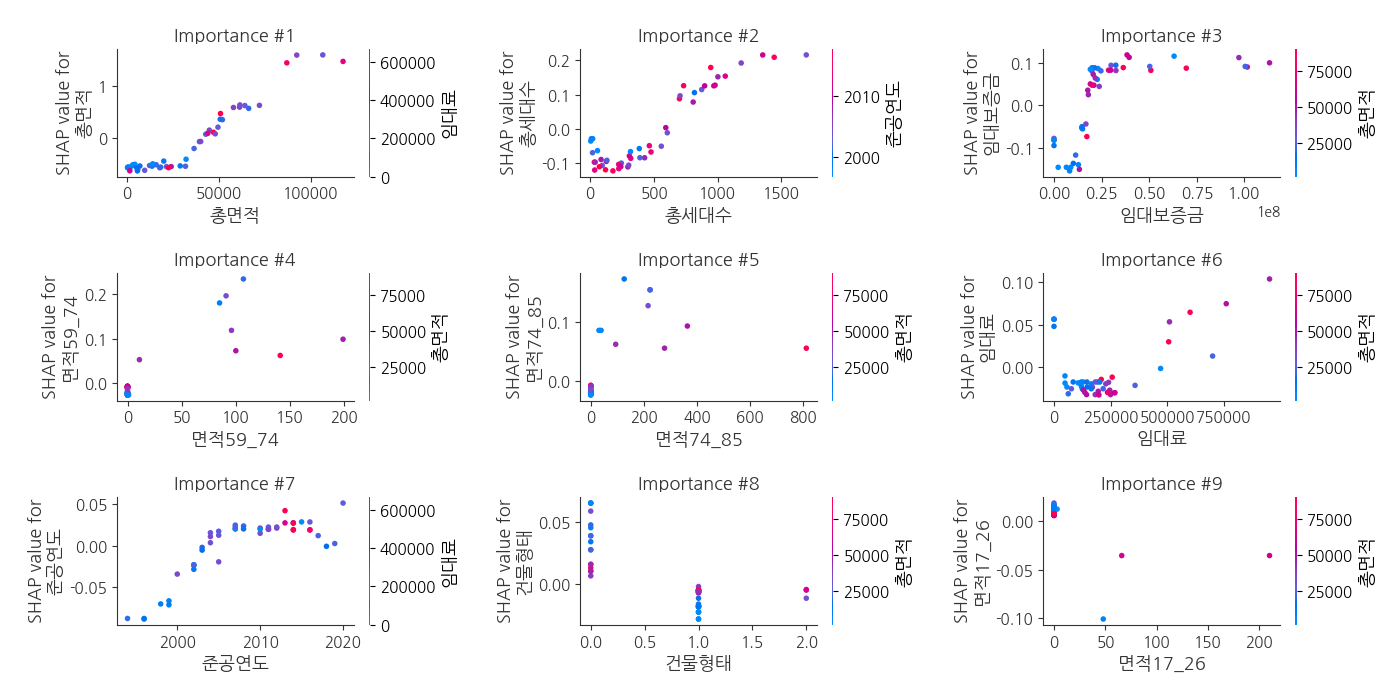 Importance #1
SHAP value for
총면적
1
0
0
50000
100000
총면적
600000
400000
200000
0
임대료
Importance #2
SHAP value for
총세대수
0.2
0.1
0.0
-0.1
0
500
1000
1500
총세대수
2010
2000
준공연도
Importance #3
SHAP value for
임대보증금
0.1
0.0
-0.1
0.00
0.25
0.50
0.75
1.00
1e8
임대보증금
75000
50000
25000
총면적
Importance #4
SHAP value for
면적59_74
0.2
0.1
0.0
0
50
100
150
200
면적59_74
75000
50000
25000
총면적
Importance #5
SHAP value for
면적74_85
0.1
0.0
0
200
400
600
800
면적74_85
75000
50000
25000
총면적
Importance #6
SHAP value for
임대료
0.10
0.05
0.00
0
250000
500000
750000
임대료
75000
50000
25000
총면적
Importance #7
SHAP value for
준공연도
0.05
0.00
-0.05
2000
2010
2020
준공연도
600000
400000
200000
0
임대료
Importance #8
SHAP value for
건물형태
0.05
0.00
0.0
0.5
1.0
1.5
2.0
건물형태
75000
50000
25000
총면적
Importance #9
SHAP value for
면적17_26
0.00
-0.05
-0.10
0
50
100
150
200
면적17_26
75000
50000
25000
총면적